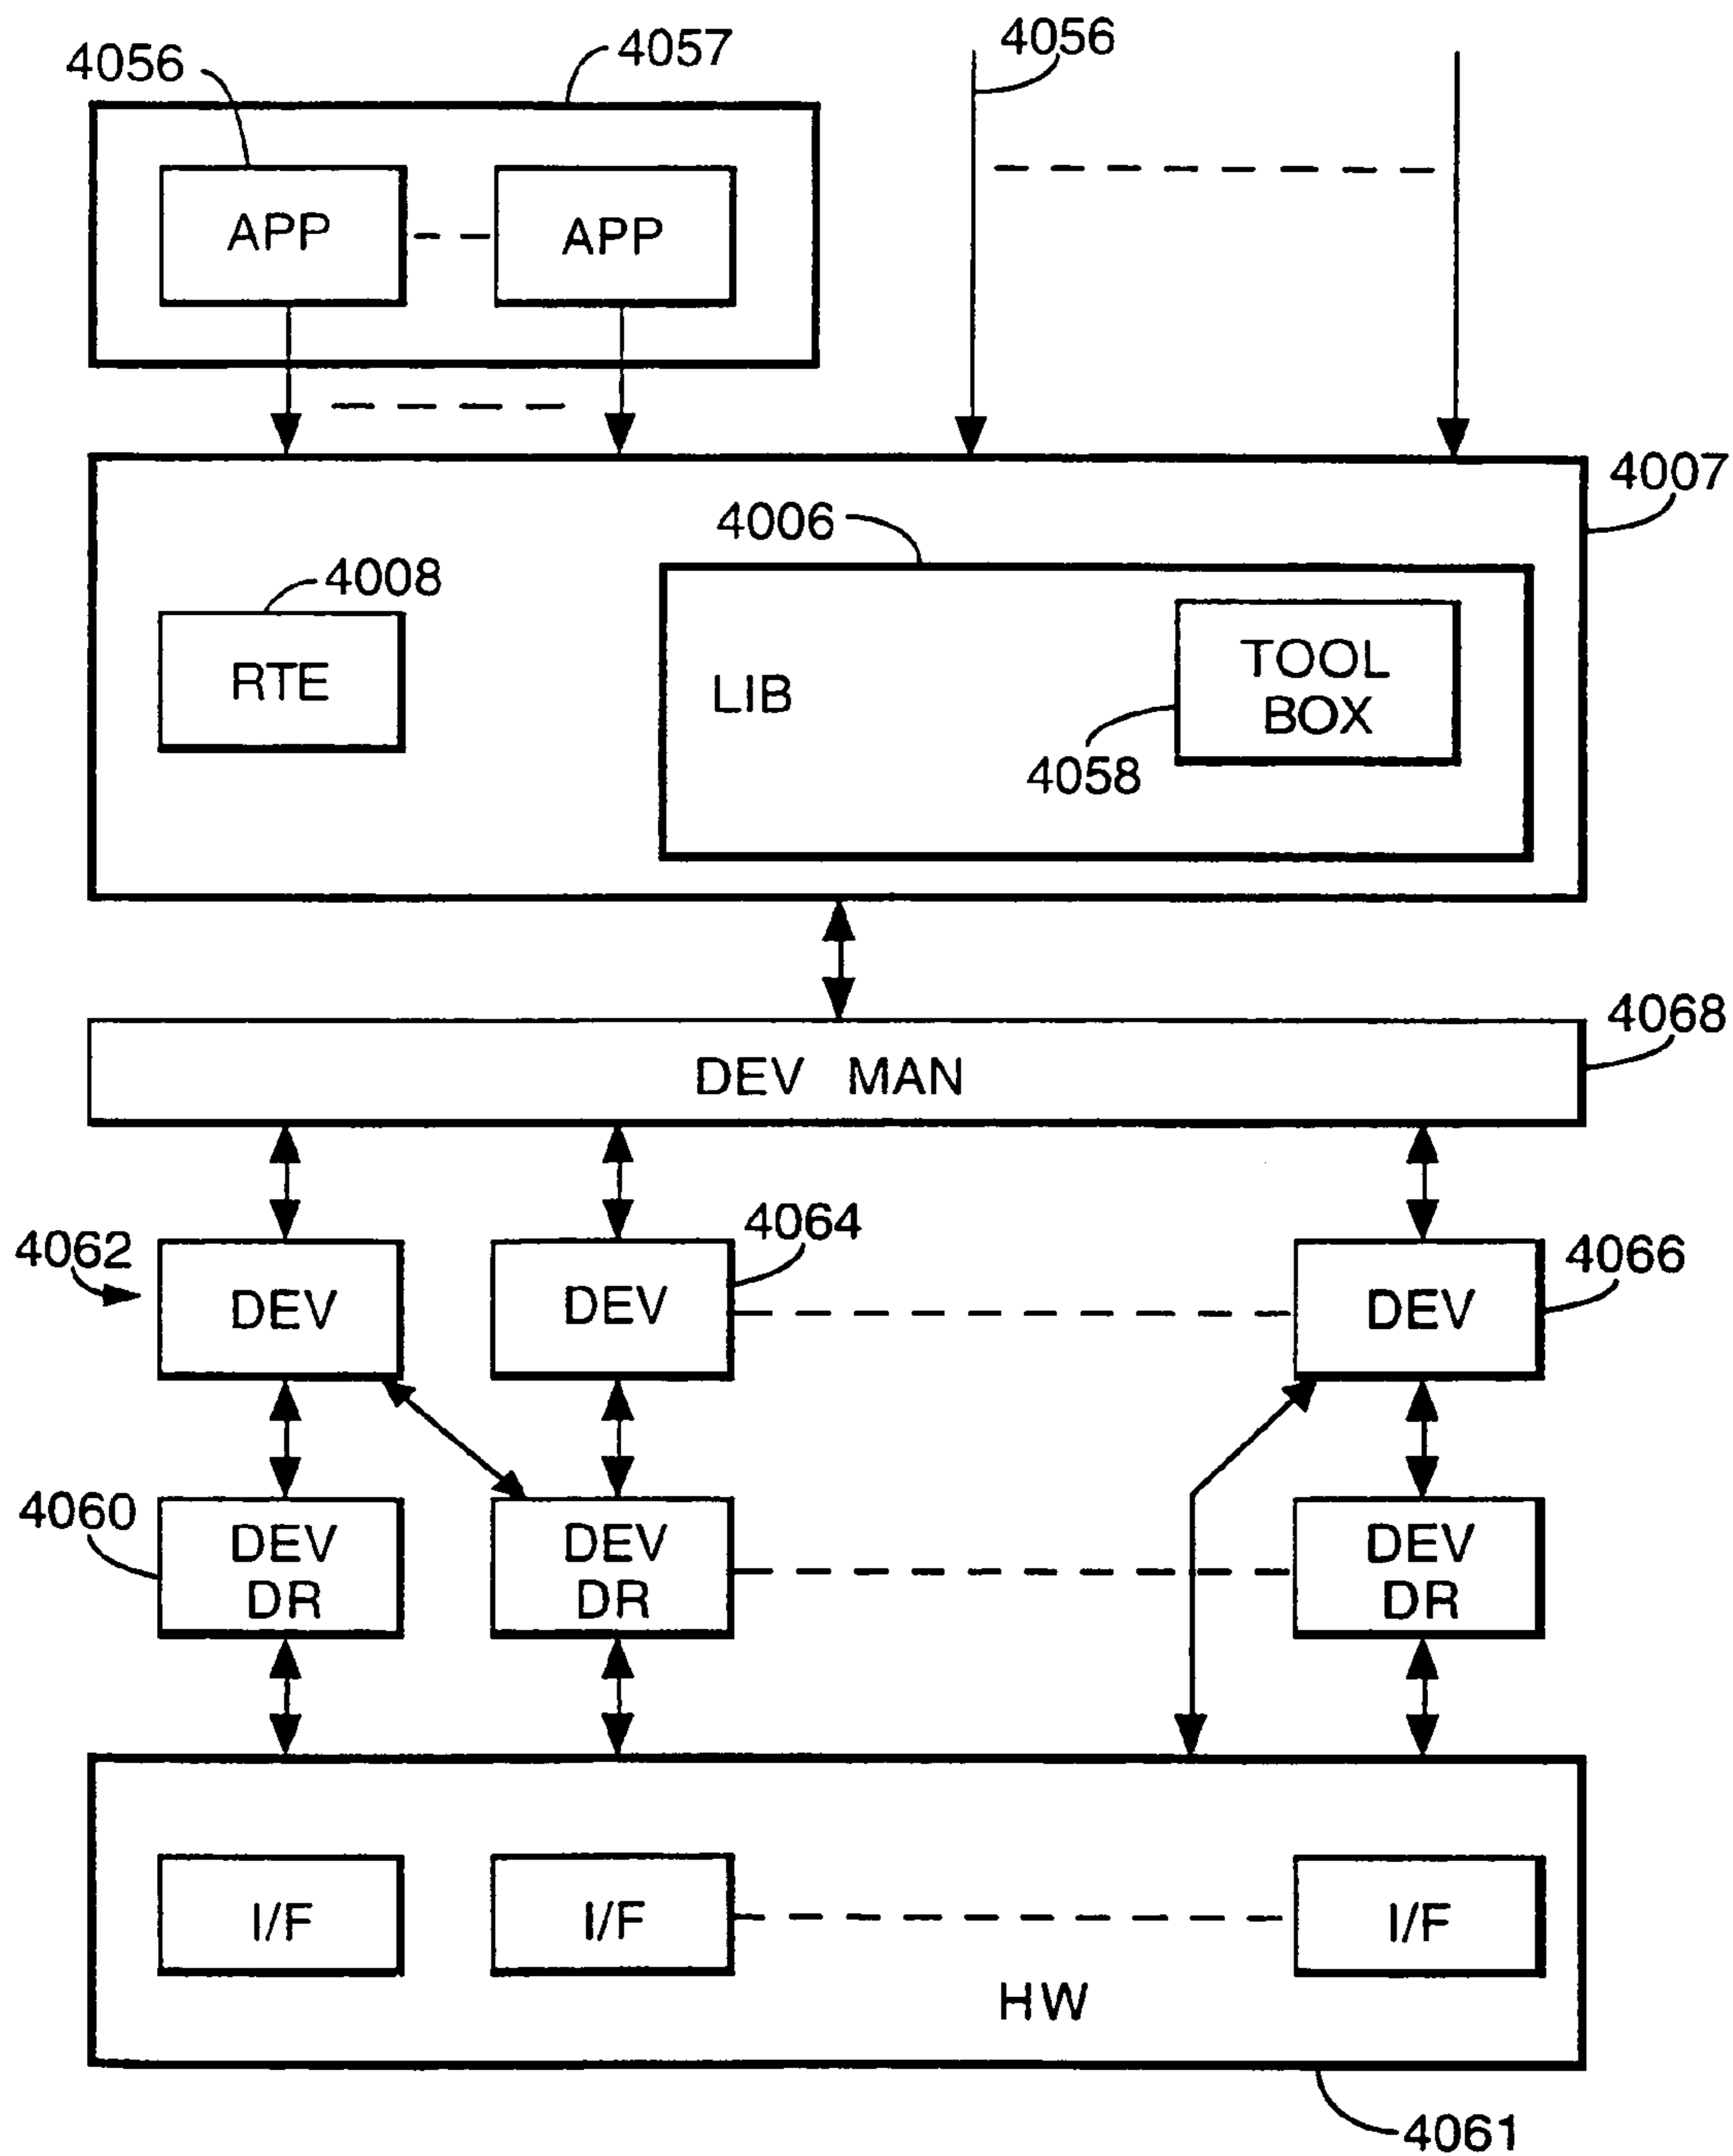 4056
4057
4056
APP
APP
4007
4006
4008
RTE
LIB
TOOL
BOX
4058
4068
DEV MAN
4062
4064
4066
DEV
DEV
DEV
4060
DEV
DR
DEV
DR
DEV
DR
I/F
I/F
I/F
HW
4061